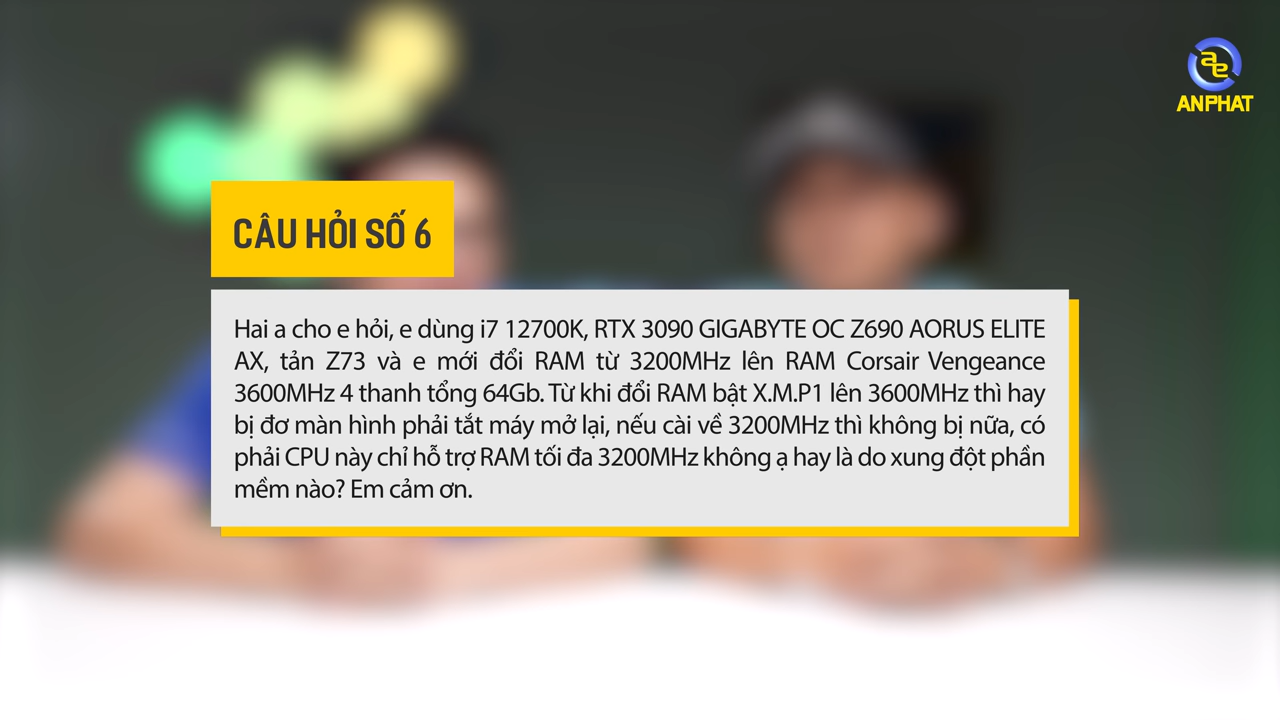 ae
ANPHAT
CÂU HỎI SỐ 6
Hai a cho e hỏi, e dùng i7 12700K, RTX 3090 GIGABYTE OC Z690 AORUS ELITE
AX, tản Z73 và e mới đổi RAM từ 3200MHz lên RAM Corsair Vengeance
3600MHz 4 thanh tổng 64Gb. Từ khi đổi RAM bật X.M.P1 lên 3600MHz thì hay
bị đơ màn hình phải tắt máy mở lại, nếu cài về 3200MHz thì không bị nữa, có
phải CPU này chỉ hỗ trợ RAM tối đa 3200MHz không ạ hay là do xung đột phần
mềm nào? Em cảm ơn.